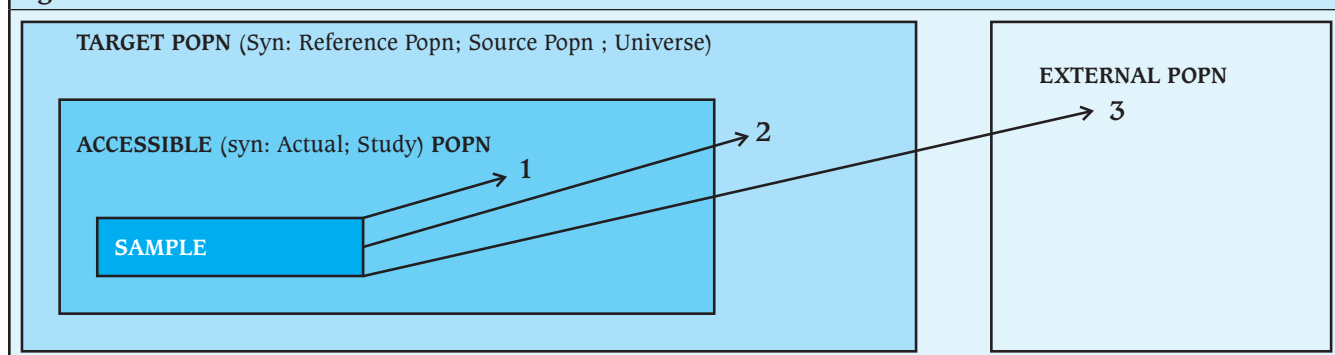 TARGET POPN (Syn: Reference Popn; Source Popn ; Universe)
EXTERNAL POPN
3
2
ACCESSIBLE (syn: Actual; Study) POPN
1
SAMPLE